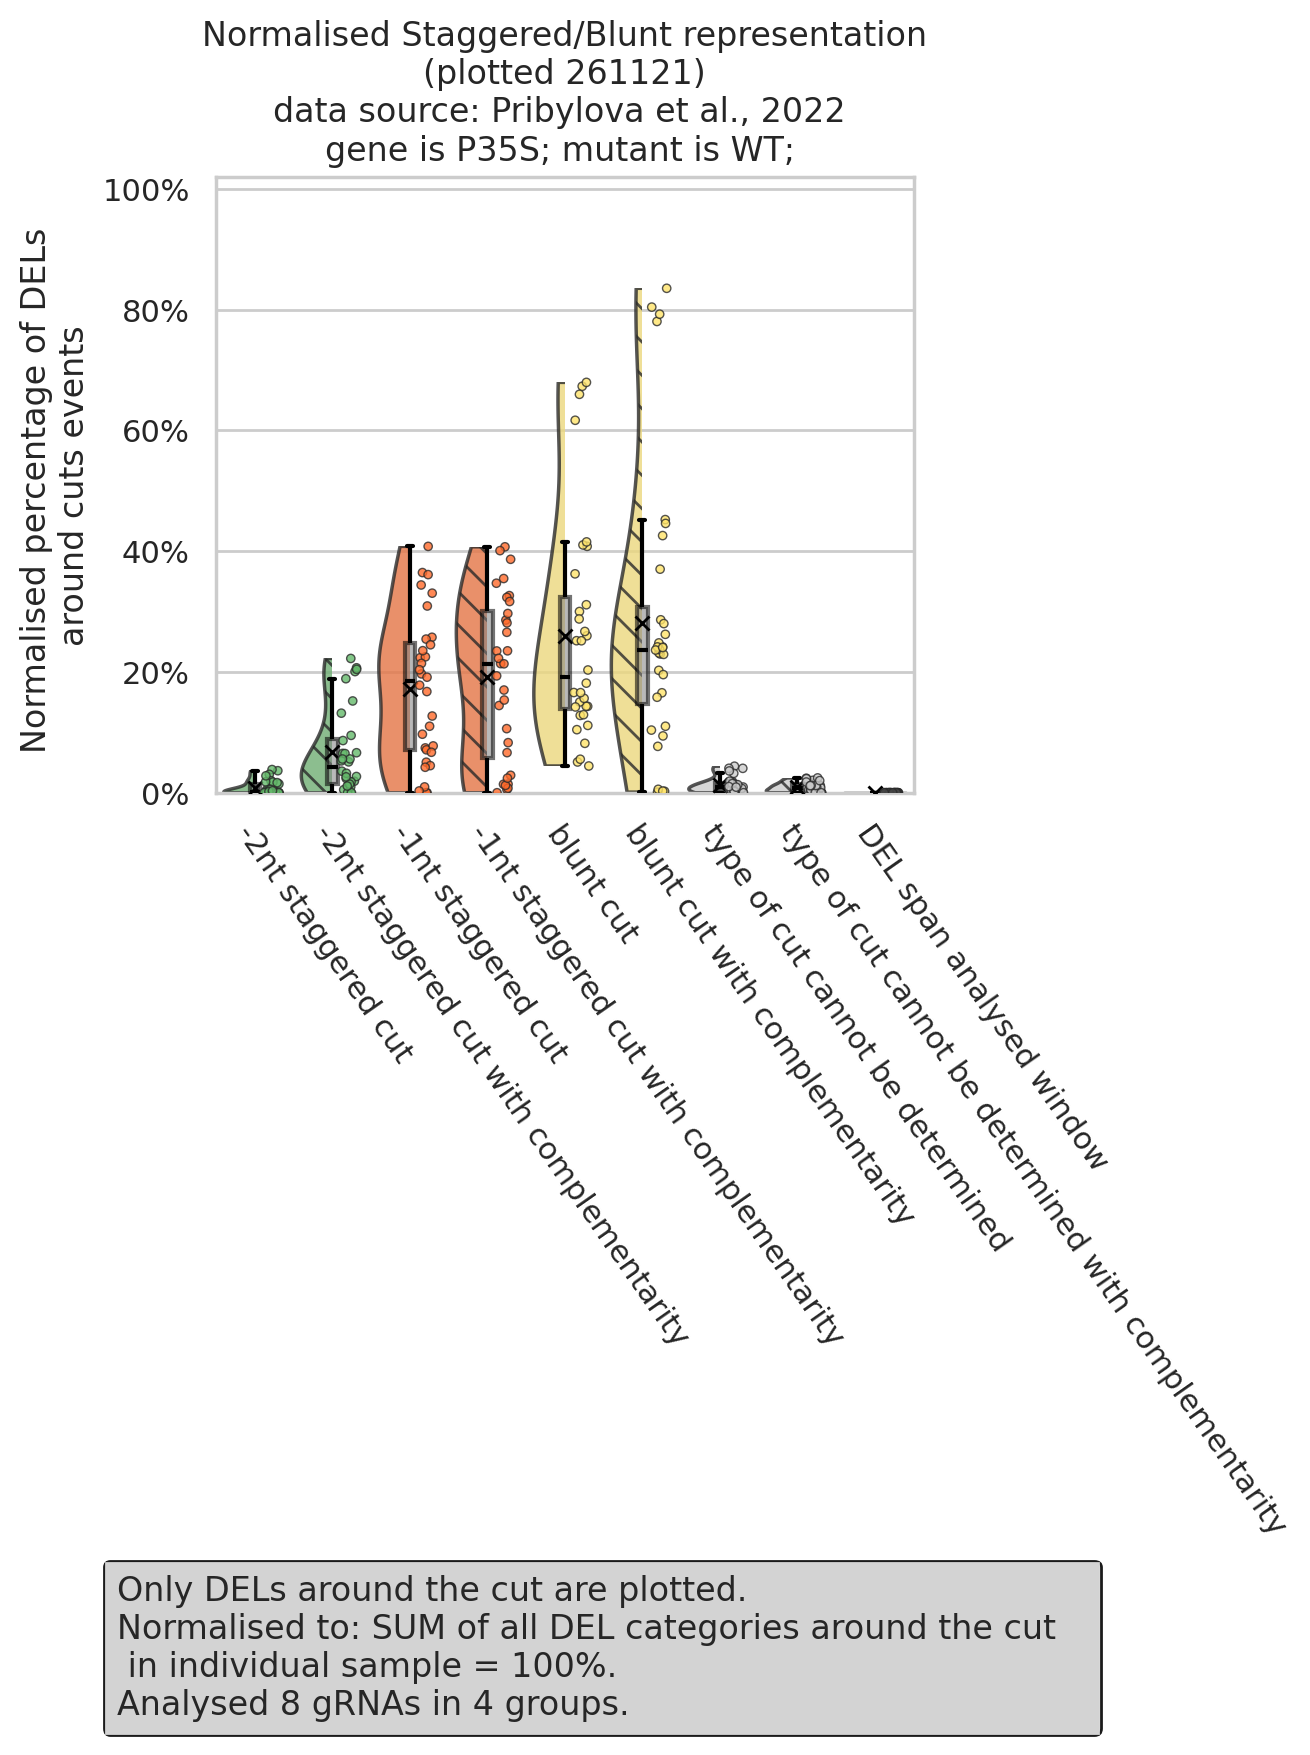 Normalised Staggered/Blunt representation
(plotted 261121)
data source: Pribylova et al., 2022
gene is P35S; mutant is WT;
Normalised percentage of DELs
around cuts events
100%
80%
60%
40%
20%
0%
-2nt staggered cut
-2nt staggered cut with complementarity
-1nt staggered cut
-1nt staggered cut with complementarity
blunt cut
blunt cut with complementarity
type of cut cannot be determined
type of cut cannot be determined with complementarity
DEL span analysed window
Only DELs around the cut are plotted.
Normalised to: SUM of all DEL categories around the cut
in individual sample = 100%.
Analysed 8 gRNAs in 4 groups.